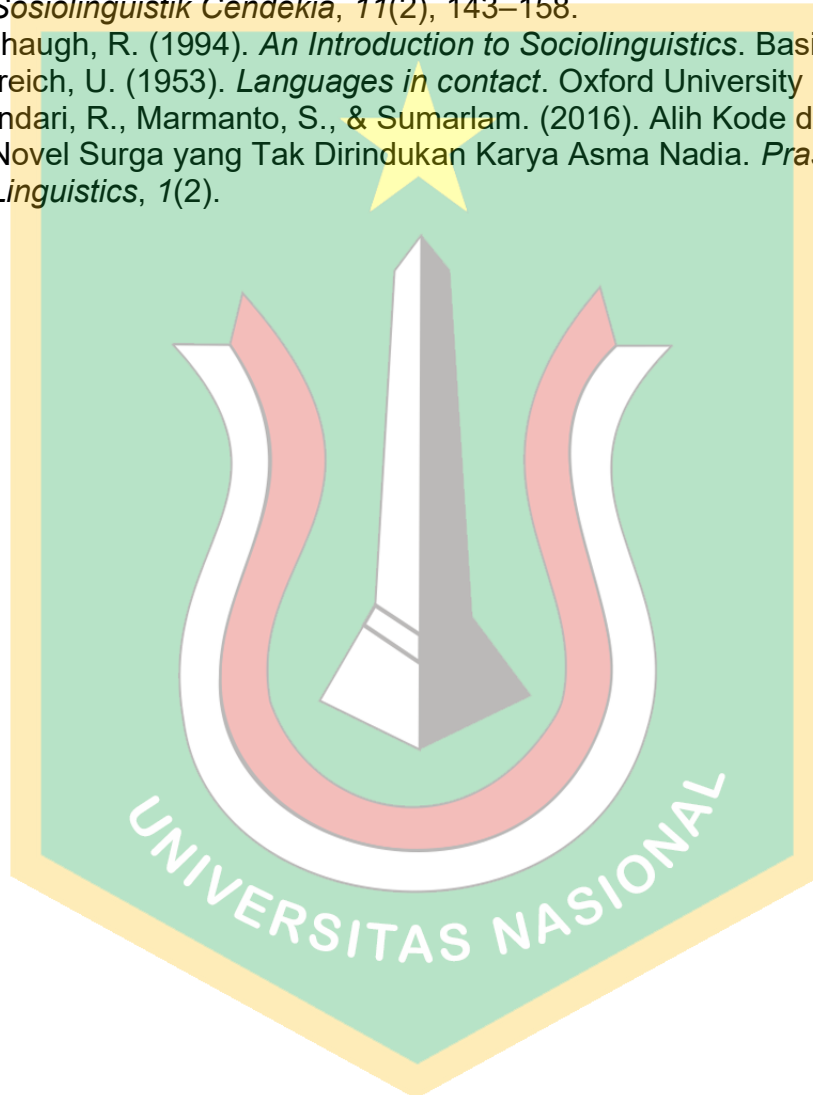 Sosiolinguistik Cendekia, 11(2), 143–158.
haugh, R. (1994). An Introduction to Sociolinguistics. Basi
reich, U. (1953). Languages in contact. Oxford University
ndari, R., Marmanto, S., & Sumarlam. (2016). Alih Kode d
Novel Surga yang Tak Dirindukan Karya Asma Nadia. Pras
Linguistics, 1(2).
UNIVERSITAS NASIONAL